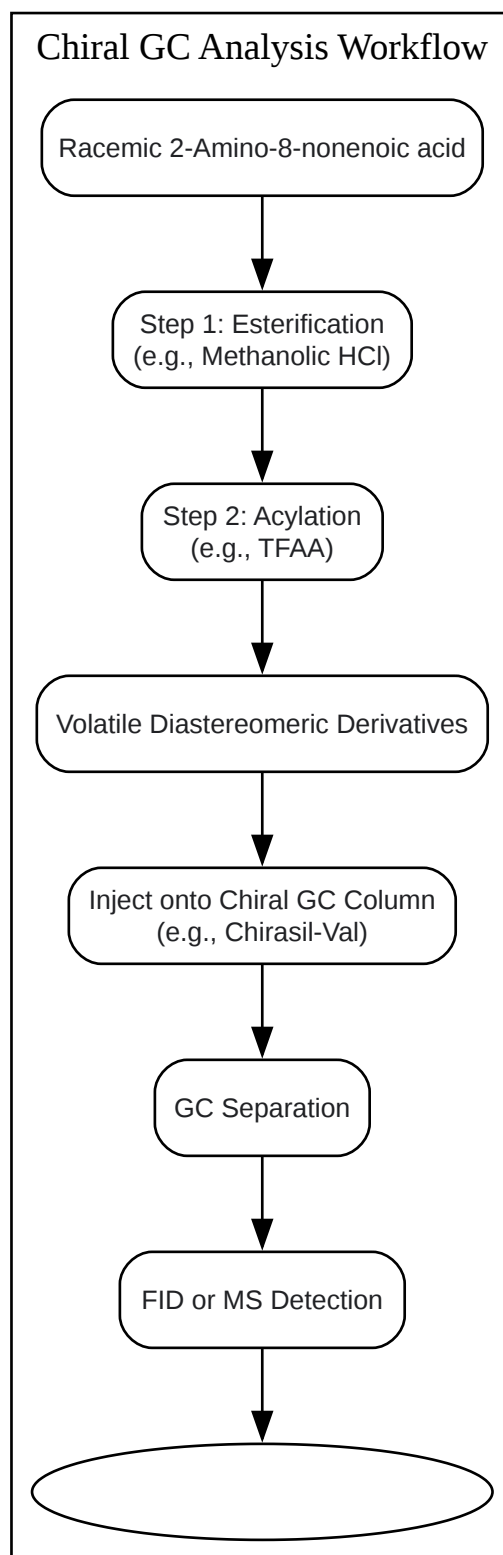 Chiral GC Analysis Workflow
Racemic 2-Amino-8-nonenoic acid
Step 1: Esterification
(e.g., Methanolic HCl)
Step 2: Acylation
(e.g., TFAA)
Volatile Diastereomeric Derivatives
Inject onto Chiral GC Column
(e.g., Chirasil-Val)
GC Separation
FID or MS Detection